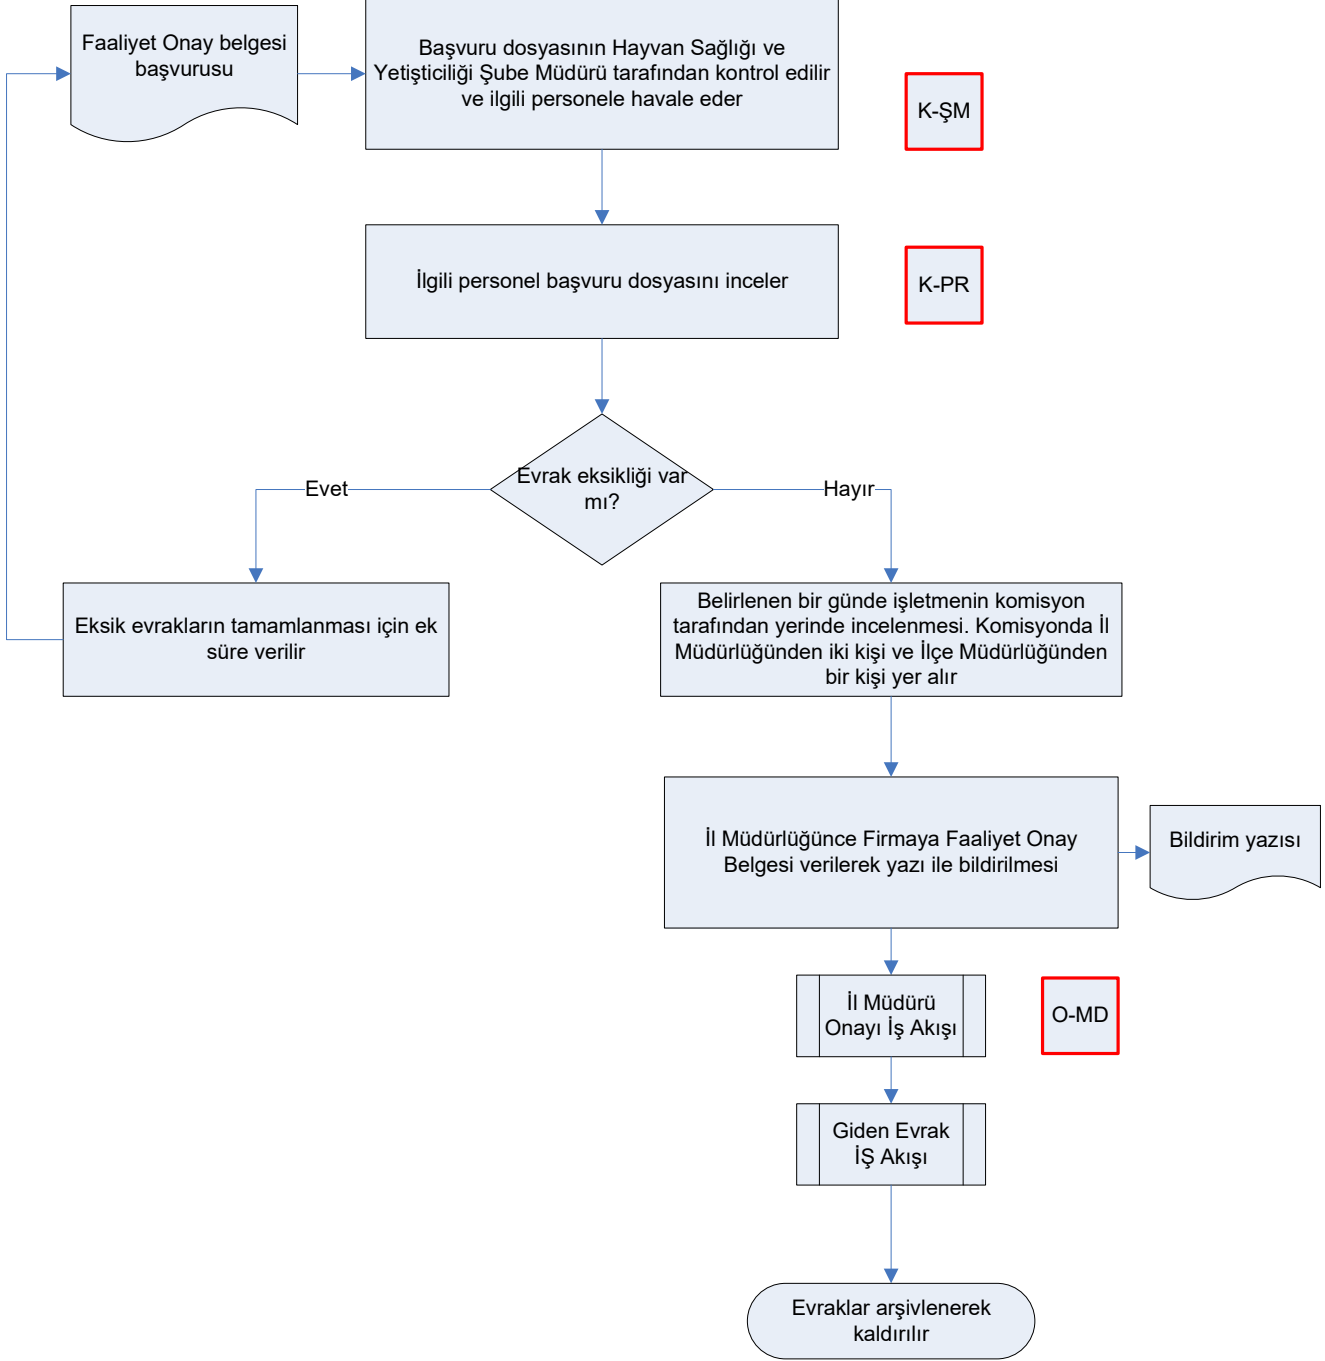 Faaliyet Onay belgesi
başvurusu
Başvuru dosyasının Hayvan Sağlığı ve
Yetişticiliği Şube Müdürü tarafından kontrol edilir
ve ilgili personele havale eder
K-ŞM
İlgili personel başvuru dosyasını inceler
K-PR
Evrak eksikliği var
mı?
Evet
Hayır
Eksik evrakların tamamlanması için ek
süre verilir
Belirlenen bir günde işletmenin komisyon
tarafından yerinde incelenmesi. Komisyonda İl
Müdürlüğünden iki kişi ve İlçe Müdürlüğünden
bir kişi yer alır
İl Müdürlüğünce Firmaya Faaliyet Onay
Belgesi verilerek yazı ile bildirilmesi
Bildirim yazısı
İl Müdürü
Onayı İş Akışı
O-MD
Giden Evrak
İŞ Akışı
Evraklar arşivlenerek
kaldırılır